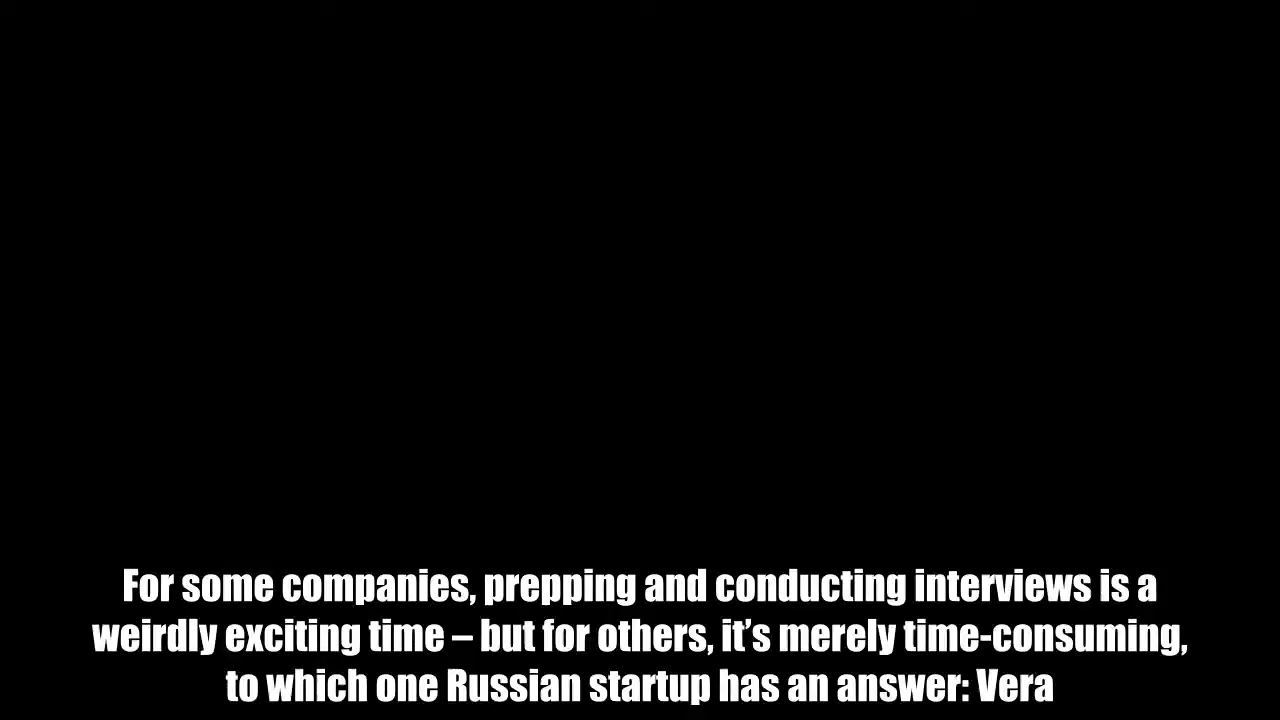 For some companies, prepping and conducting interviews is a
weirdly exciting time – but for others, it’s merely time-consuming,
to which one Russian startup has an answer: Vera